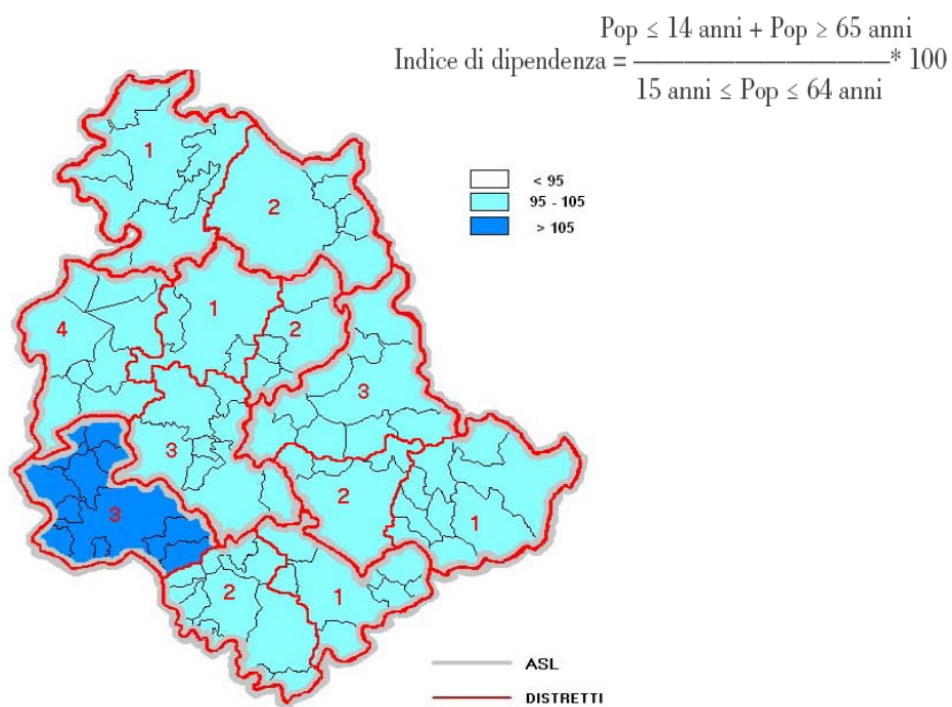 Pop ≤ 14 anni + Pop ≥ 65 anni
Indice di dipendenza = ———————————* 100
15 anni ≤ Pop ≤ 64 anni
1
2
< 95
95 - 105
> 105
4
1
2
3
3
3
2
1
2
1
ASL
DISTRETTI